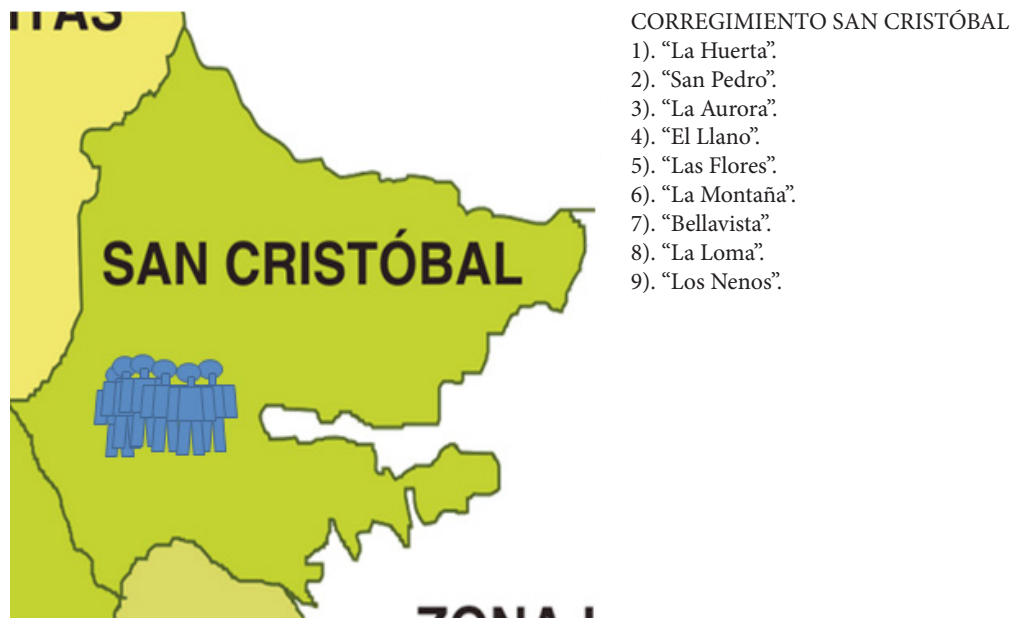 SAN CRISTÓBAL
CORREGIMIENTO SAN CRISTÓBAL
1). “La Huerta”.
2). “San Pedro”.
3). “La Aurora”.
4). “El Llano”.
5). “Las Flores”.
6). “La Montaña”.
7). “Bellavista”.
8). “La Loma”.
9). “Los Nenos”.